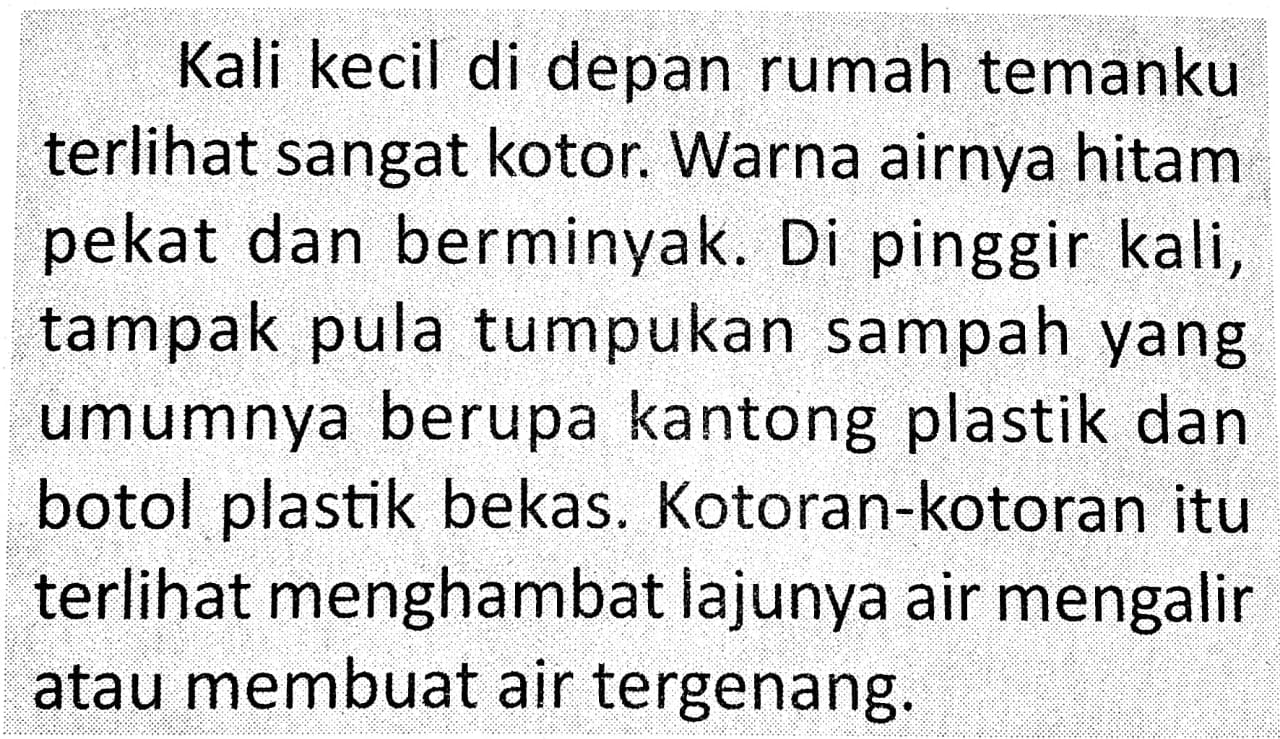 Kali kecil di depan rumah temanku
terlihat sangat kotor. Warna airnya hitam
pekat dan berminyak. Di pinggir kali,
tampak pula tumpukan sampah yang
umumnya berupa kantong plastik dan
botol plastik bekas. Kotoran-kotoran itu
terlihat menghambat lajunya air mengalir
atau membuat air tergenang.